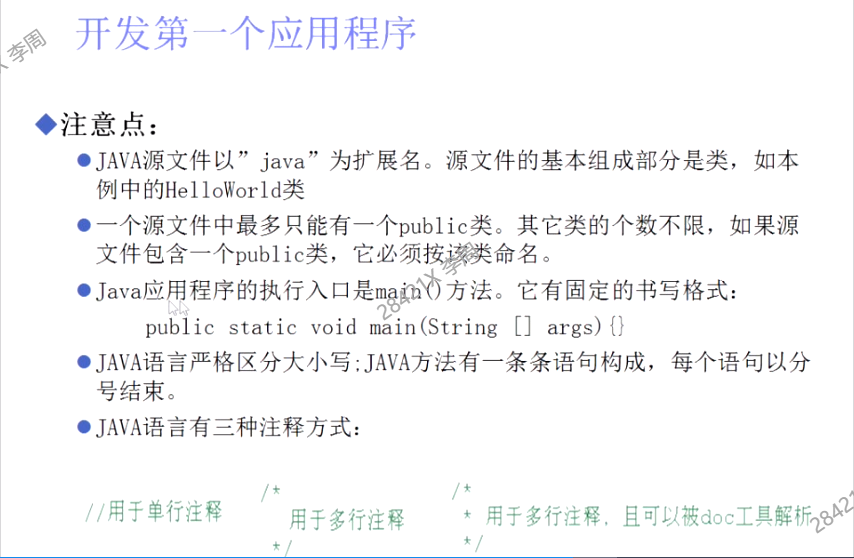 开发第一个应用程序
李周
注意点：
JAVA源文件以”java”为扩展名。源文件的基本组成部分是类，如本
例中的HelloWorld类
一个源文件中最多只能有一个public类。其它类的个数不限，如果源
文件包含一个public类，它必须按该类命名。
Java应用程序的执行入口是main()方法。它有固定的书写格式：
28421X 李周
public static void main(String [] args){}
JAVA语言严格区分大小写;JAVA方法有一条条语句构成，每个语句以分
号结束。
JAVA语言有三种注释方式：
//用于单行注释
/*
用于多行注释
*/
/*
* 用于多行注释，且可以被doc工具解析
*/
28421